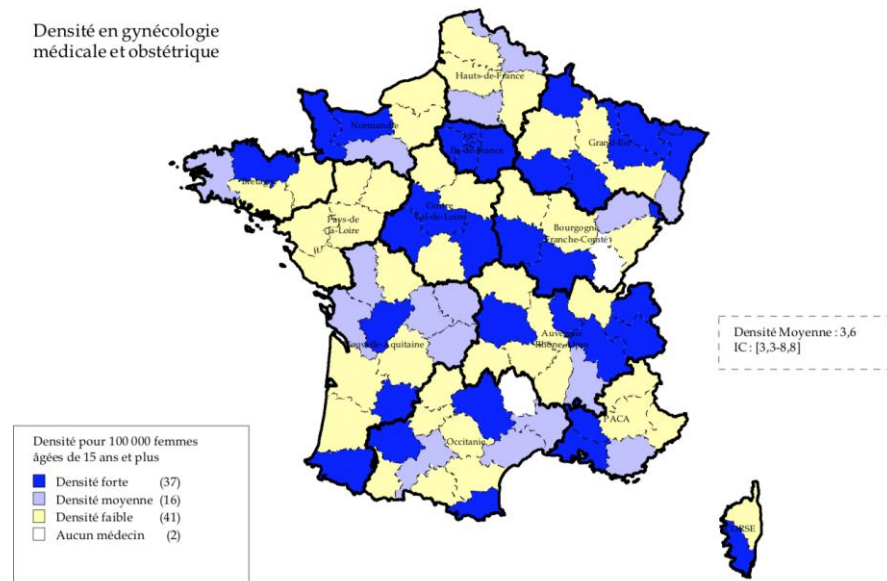 Densité en gynécologie
médicale et obstétrique
Hauts-de-France
Normandie
Ile-de-France
Grand-Est
Bretagne
Pays-de
-la-Loire
Centre
Val-de-Loire
Bourgogne
Franche-Comté
Nouvelle-Aquitaine
Auvergne
Rhône-Alpes
Densité Moyenne : 3,6
IC : [3,3-8,8]
Occitanie
PACA
CORSE
Densité pour 100 000 femmes
âgées de 15 ans et plus
Densité forte (37)
Densité moyenne (16)
Densité faible (41)
Aucun médecin (2)